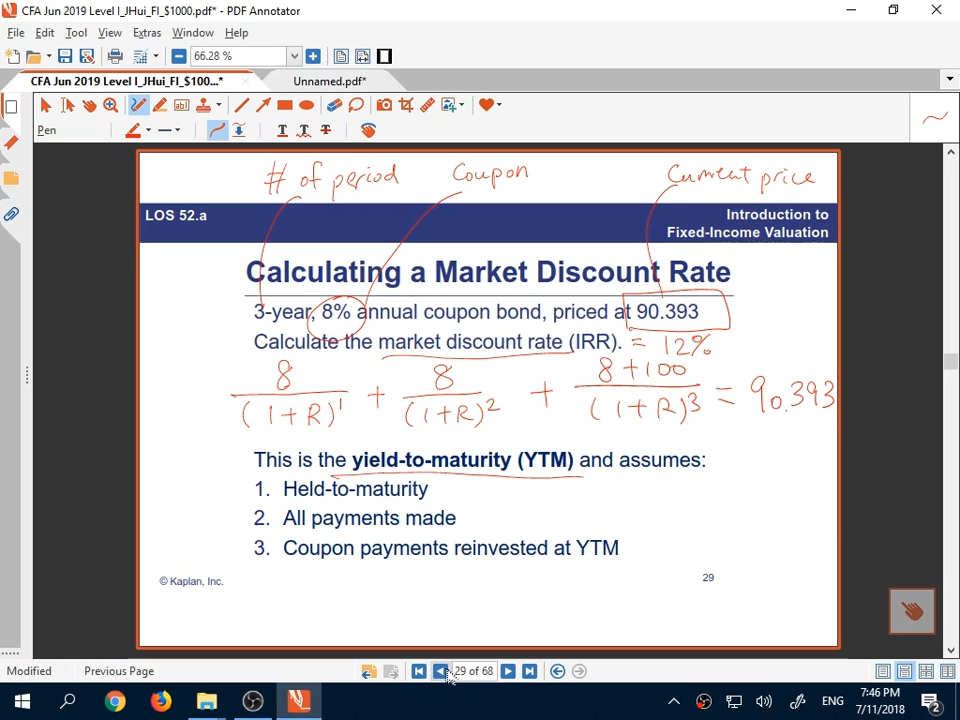 CFA Jun 2019 Level I_JHui_FI_$1000.pdf* - PDF Annotator
File Edit Tool View Extras Window Help
66.28 %
CFA Jun 2019 Level I_JHui_FI_$100...* Unnamed.pdf*
Pen
# of period Coupon Current price
LOS 52.a Introduction to
Fixed-Income Valuation
Calculating a Market Discount Rate
3-year, 8% annual coupon bond, priced at 90.393
Calculate the market discount rate (IRR). = 12%
8 8 8 + 100
(1+R)^1 + (1+R)^2 + (1+R)^3 = 90.393
This is the yield-to-maturity (YTM) and assumes:
1. Held-to-maturity
2. All payments made
3. Coupon payments reinvested at YTM
© Kaplan, Inc. 29
Modified Previous Page 29 of 68
ENG 7:46 PM
7/11/2018 2